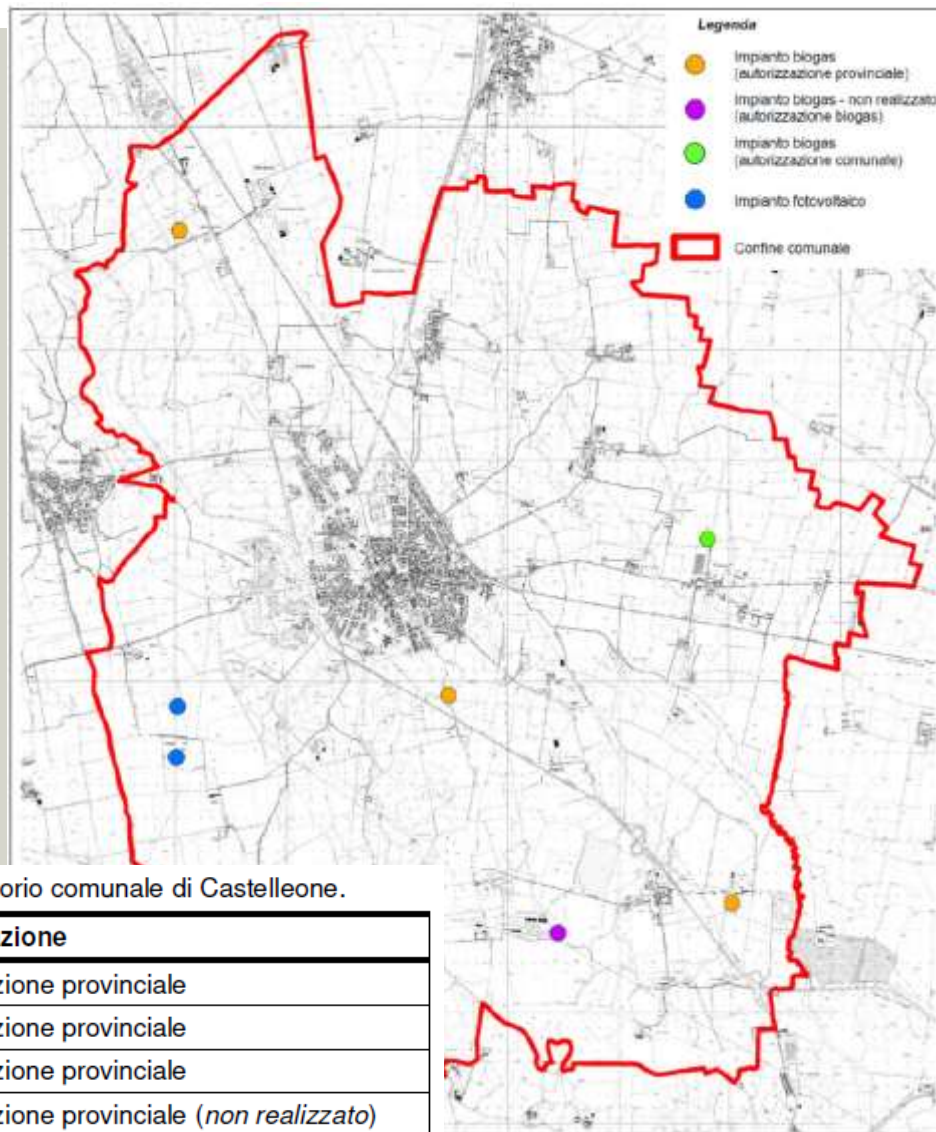 Legenda
Impianto biogas
(autorizzazione provinciale)
Impianto biogas - non realizzato
(autorizzazione biogas)
Impianto biogas
(autorizzazione comunale)
Impianto fotovoltaico
Confine comunale
orio comunale di Castelleone.
zione
zione provinciale
zione provinciale
zione provinciale
zione provinciale (non realizzato)